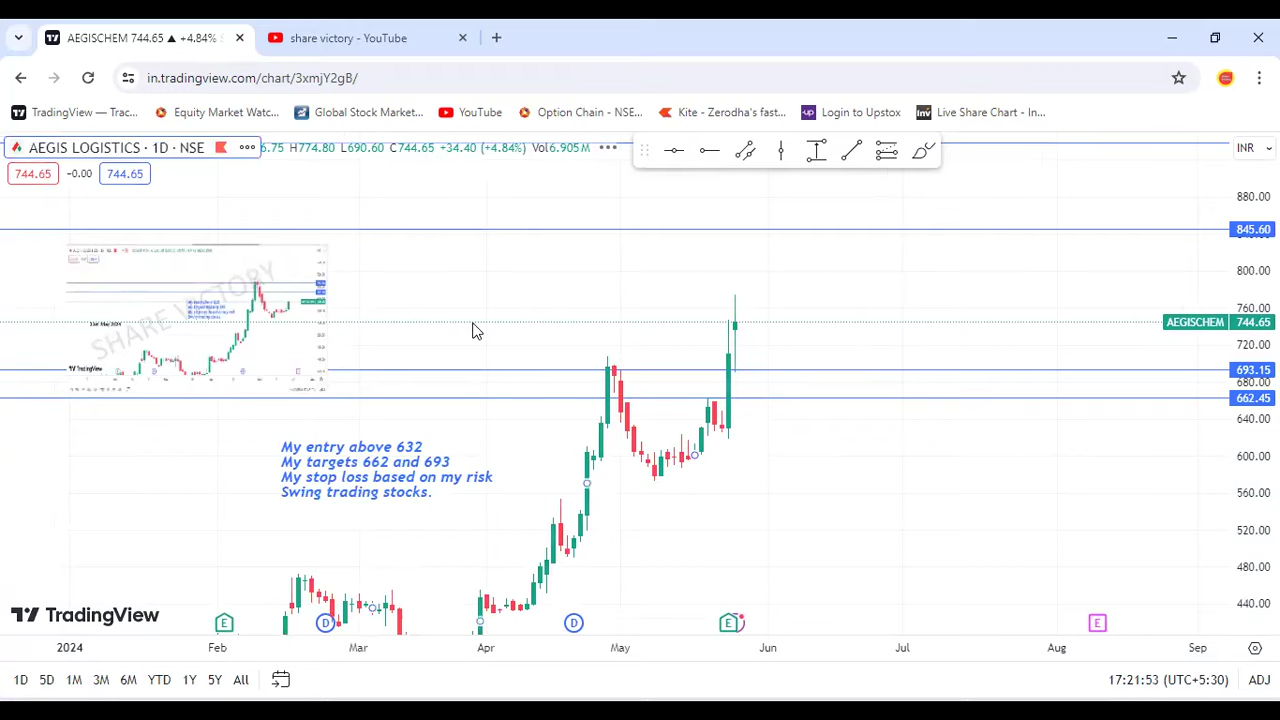 AEGISCHEM 744.65 ▲ +4.84%
share victory - YouTube
in.tradingview.com/chart/3xmjY2gB/
TradingView — Trac...
Equity Market Watc...
Global Stock Market...
YouTube
Option Chain - NSE...
Kite - Zerodha's fast...
Login to Upstox
Live Share Chart - In...
AEGIS LOGISTICS · 1D · NSE
6.75 H774.80 L690.60 C744.65 +34.40 (+4.84%) Vol6.905M
INR
744.65 -0.00 744.65
880.00
845.60
800.00
760.00
AEGISCHEM 744.65
720.00
693.15
680.00
662.45
640.00
600.00
560.00
520.00
480.00
440.00
SHARE VICTORY
TradingView
My entry above 632
My targets 662 and 693
My stop loss based on my risk
Swing trading stocks.
TradingView
E D D E E
2024 Feb Mar Apr May Jun Jul Aug Sep
1D 5D 1M 3M 6M YTD 1Y 5Y All
17:21:53 (UTC+5:30) ADJ